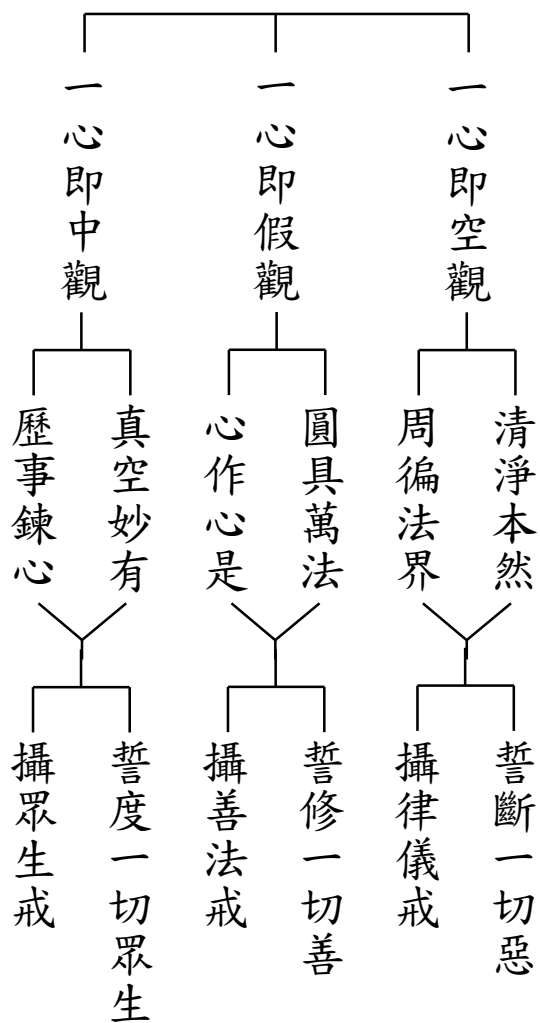 一心即空觀
一心即假觀
一心即中觀
清淨本然
周徧法界
圓具萬法
心作心是
真空妙有
歷事鍊心
誓斷一切惡
攝律儀戒
誓修一切善
攝善法戒
誓度一切眾生
攝眾生戒